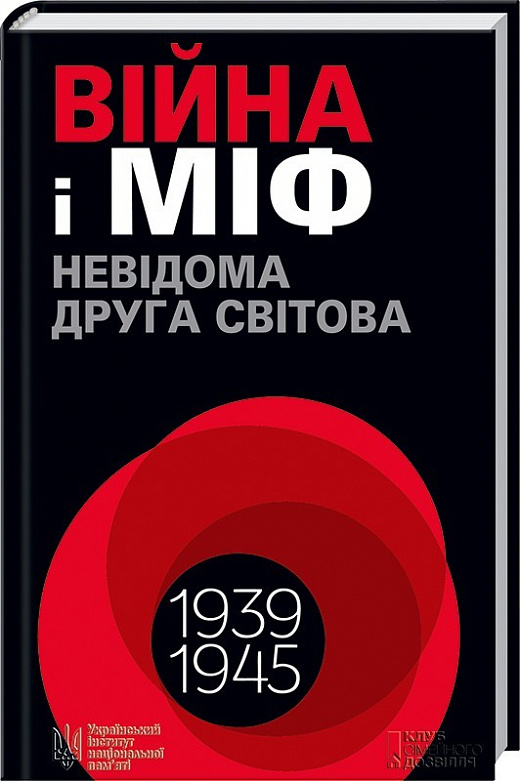 ВІЙНА
і МІФ
НЕВІДОМА
ДРУГА СВІТОВА
1939
1945
Український
інститут
національної
пам'яті
КЛУБ
СІМЕЙНОГО
ДОЗВІЛЛЯ